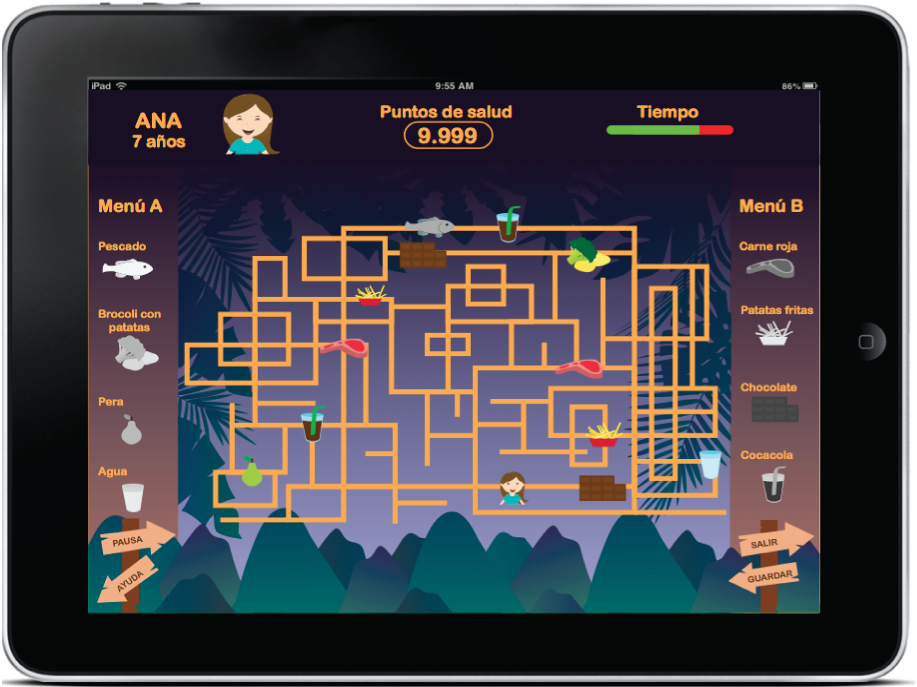 iPad
9:55 AM
86%
ANA
7 años
Puntos de salud
9.999
Tiempo
Menú A
Pescado
Brocoli con
patatas
Pera
Agua
PAUSA
AYUDA
Menú B
Carne roja
Patatas fritas
Chocolate
Cocacola
SALIR
GUARDAR